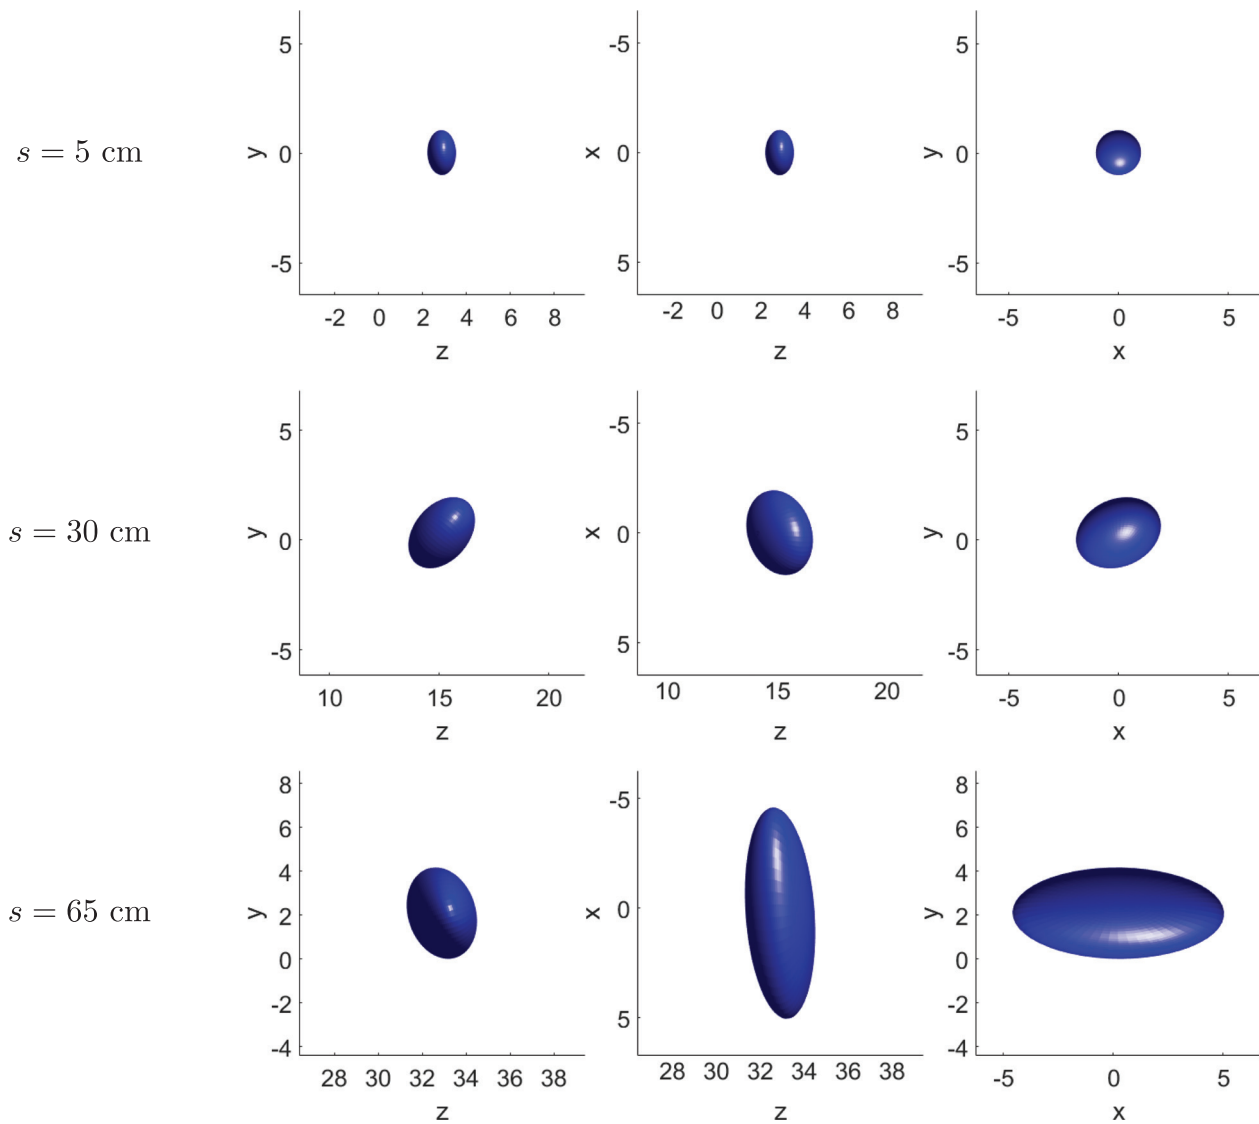 5 -5 5
s = 5 cm y 0 x 0 y 0
-5 5 -5
-2 0 2 4 6 8 -2 0 2 4 6 8 -5 0 5
z z x
5 -5 5
s = 30 cm y 0 x 0 y 0
-5 5 -5
10 15 20 10 15 20 -5 0 5
z z x
8 8
-5
6 6
4 4
s = 65 cm y 2 x 0 y 2
0 0
-2 -2
5
-4 -4
28 30 32 34 36 38 28 30 32 34 36 38 -5 0 5
z z x